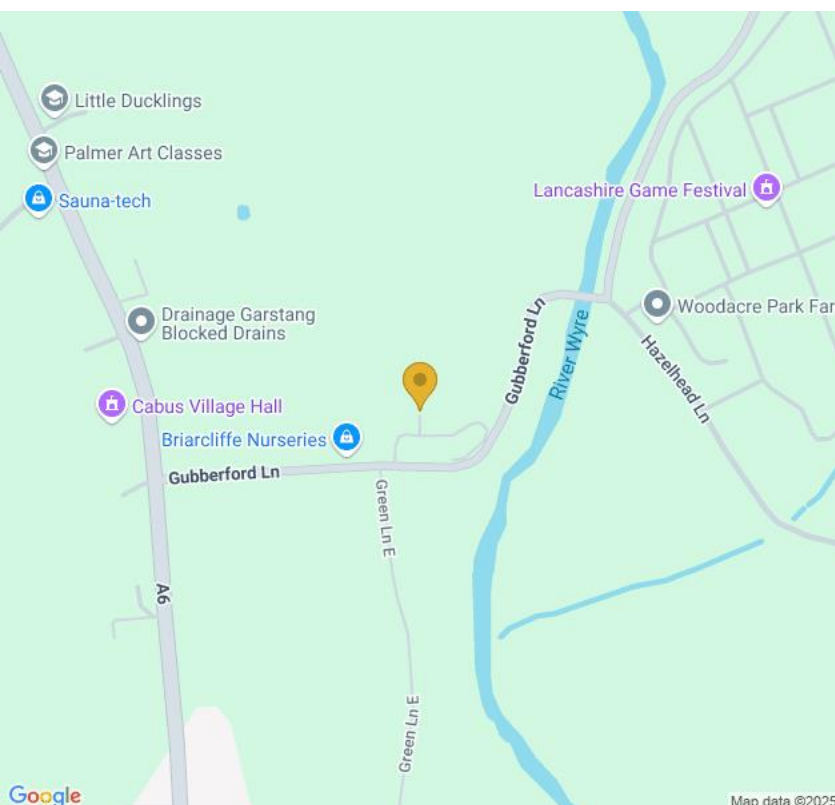 Little Ducklings
Palmer Art Classes
Sauna-tech
Lancashire Game Festival
Drainage Garstang
Blocked Drains
Woodacre Park Far
Gubberford Ln
River Wyre
Hazelhead Ln
Cabus Village Hall
Briarcliffe Nurseries
Gubberford Ln
Green Ln E
A6
Green Ln E
Google
Map data ©2025